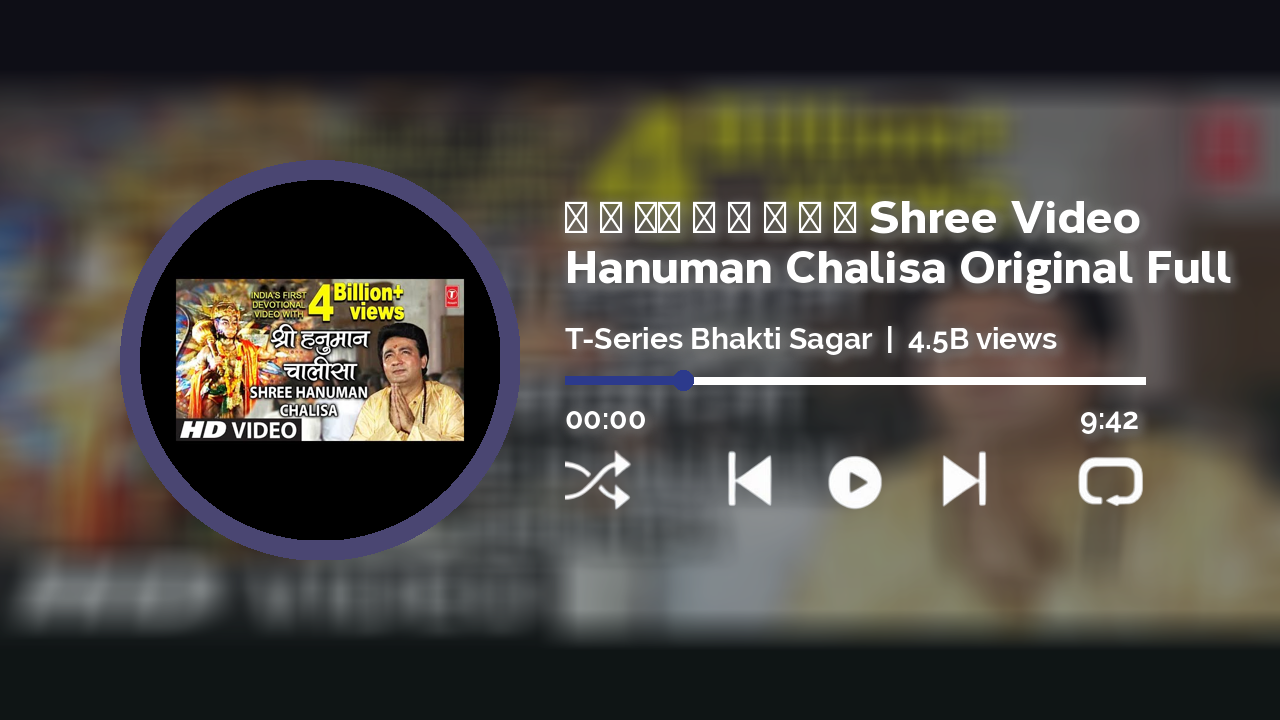 INDIA'S FIRST
DEVOTIONAL
VIDEO WITH
4 Billion+
views
T
श्री हनुमान
चालीसा
SHREE HANUMAN
CHALISA
HD VIDEO
Shree Video
Hanuman Chalisa Original Full
T-Series Bhakti Sagar | 4.5B views
00:00
9:42